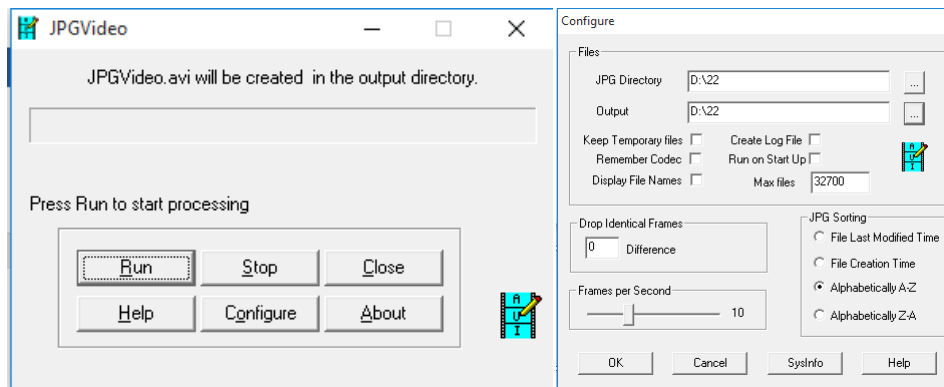 JPGVideo
JPGVideo.avi will be created in the output directory.
Press Run to start processing
Run Stop Close
Help Configure About
A
V
I
Configure
Files
JPG Directory D:\22 ...
Output D:\22 ...
Keep Temporary files Create Log File
Remember Codec Run on Start Up
Display File Names Max files 32700
Drop Identical Frames
0 Difference
Frames per Second
10
JPG Sorting
File Last Modified Time
File Creation Time
Alphabetically A-Z
Alphabetically Z-A
OK Cancel SysInfo Help